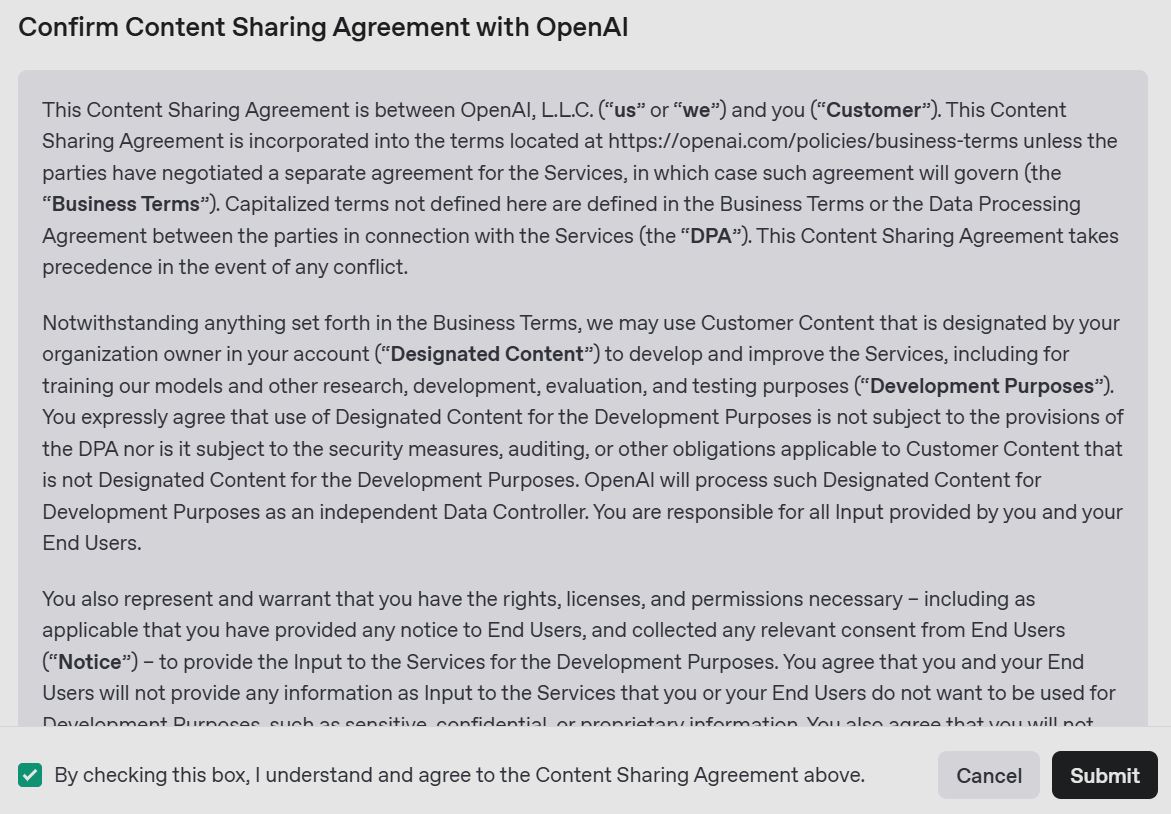 Confirm Content Sharing Agreement with OpenAI
This Content Sharing Agreement is between OpenAI, L.L.C. (“us” or “we”) and you (“Customer”). This Content
Sharing Agreement is incorporated into the terms located at https://openai.com/policies/business-terms unless the
parties have negotiated a separate agreement for the Services, in which case such agreement will govern (the
“Business Terms”). Capitalized terms not defined here are defined in the Business Terms or the Data Processing
Agreement between the parties in connection with the Services (the “DPA”). This Content Sharing Agreement takes
precedence in the event of any conflict.
Notwithstanding anything set forth in the Business Terms, we may use Customer Content that is designated by your
organization owner in your account (“Designated Content”) to develop and improve the Services, including for
training our models and other research, development, evaluation, and testing purposes (“Development Purposes”).
You expressly agree that use of Designated Content for the Development Purposes is not subject to the provisions of
the DPA nor is it subject to the security measures, auditing, or other obligations applicable to Customer Content that
is not Designated Content for the Development Purposes. OpenAI will process such Designated Content for
Development Purposes as an independent Data Controller. You are responsible for all Input provided by you and your
End Users.
You also represent and warrant that you have the rights, licenses, and permissions necessary – including as
applicable that you have provided any notice to End Users, and collected any relevant consent from End Users
(“Notice”) – to provide the Input to the Services for the Development Purposes. You agree that you and your End
Users will not provide any information as Input to the Services that you or your End Users do not want to be used for
Development Purposes, such as sensitive, confidential, or proprietary information. You also agree that you will not
By checking this box, I understand and agree to the Content Sharing Agreement above.
Cancel
Submit